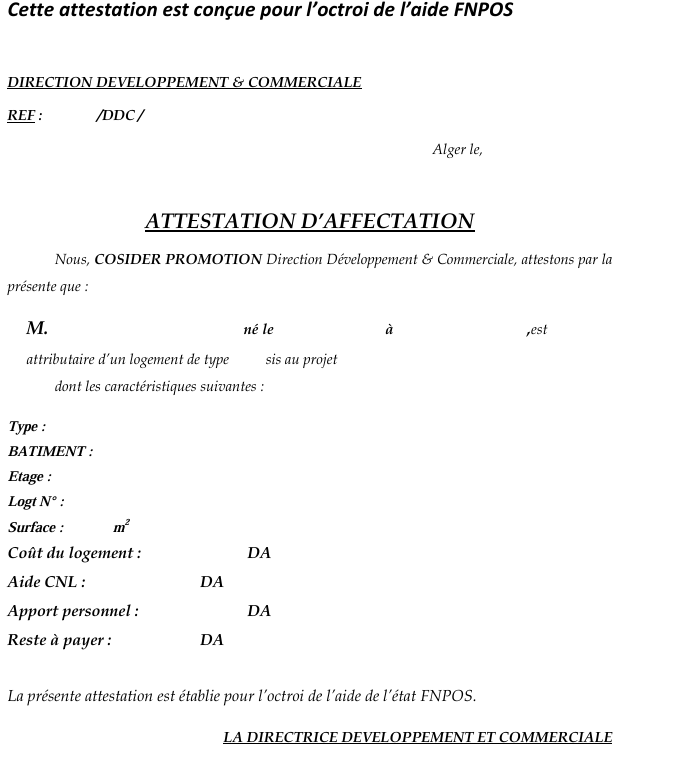 Cette attestation est conçue pour l’octroi de l’aide FNPOS
DIRECTION DEVELOPPEMENT & COMMERCIALE
REF : /DDC /
Alger le,
ATTESTATION D’AFFECTATION
Nous, COSIDER PROMOTION Direction Développement & Commerciale, attestons par la
présente que :
M. né le à ,est
attributaire d’un logement de type sis au projet
dont les caractéristiques suivantes :
Type :
BATIMENT :
Etage :
Logt N° :
Surface : m²
Coût du logement : DA
Aide CNL : DA
Apport personnel : DA
Reste à payer : DA
La présente attestation est établie pour l’octroi de l’aide de l’état FNPOS.
LA DIRECTRICE DEVELOPPEMENT ET COMMERCIALE